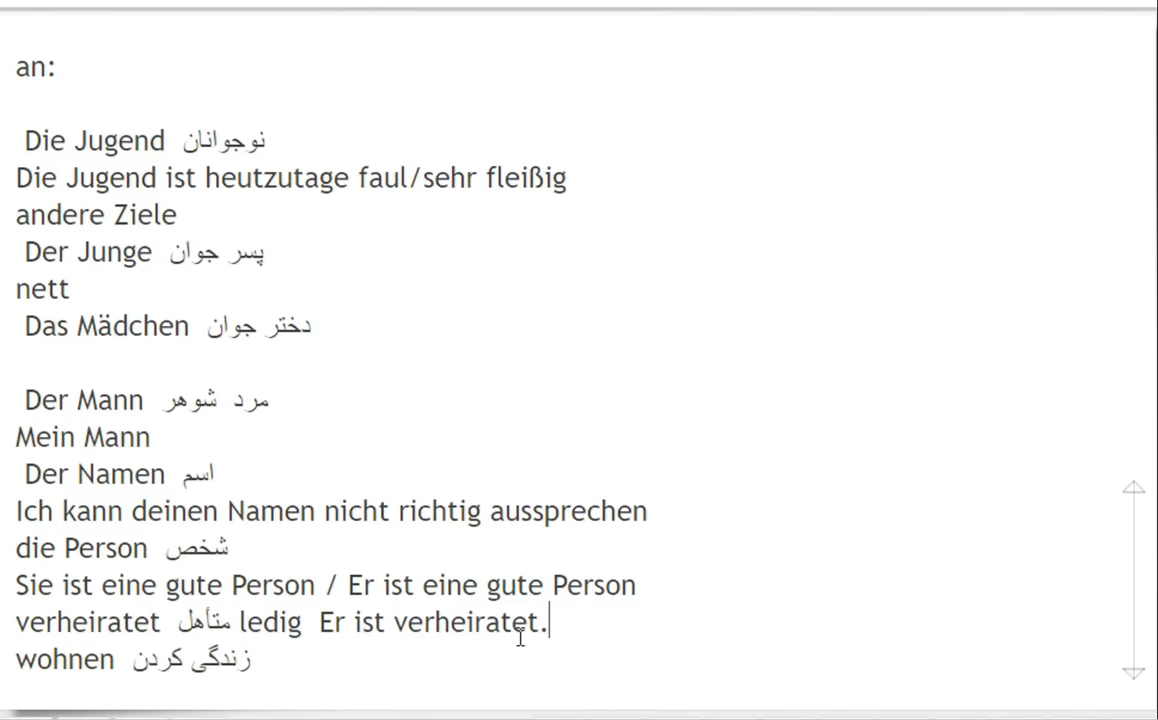 an:
Die Jugend نوجوانان
Die Jugend ist heutzutage faul/sehr fleißig
andere Ziele
Der Junge پسر جوان
nett
Das Mädchen دختر جوان
Der Mann مرد شوهر
Mein Mann
Der Namen اسم
Ich kann deinen Namen nicht richtig aussprechen
die Person شخص
Sie ist eine gute Person / Er ist eine gute Person
verheiratet متأهل ledig Er ist verheiratet.
wohnen زندگی کردن